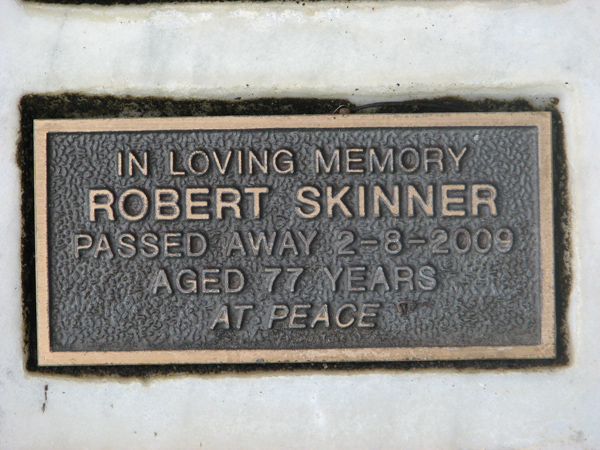 IN LOVING MEMORY
ROBERT SKINNER
PASSED AWAY 2-8-2009
AGED 77 YEARS
AT PEACE